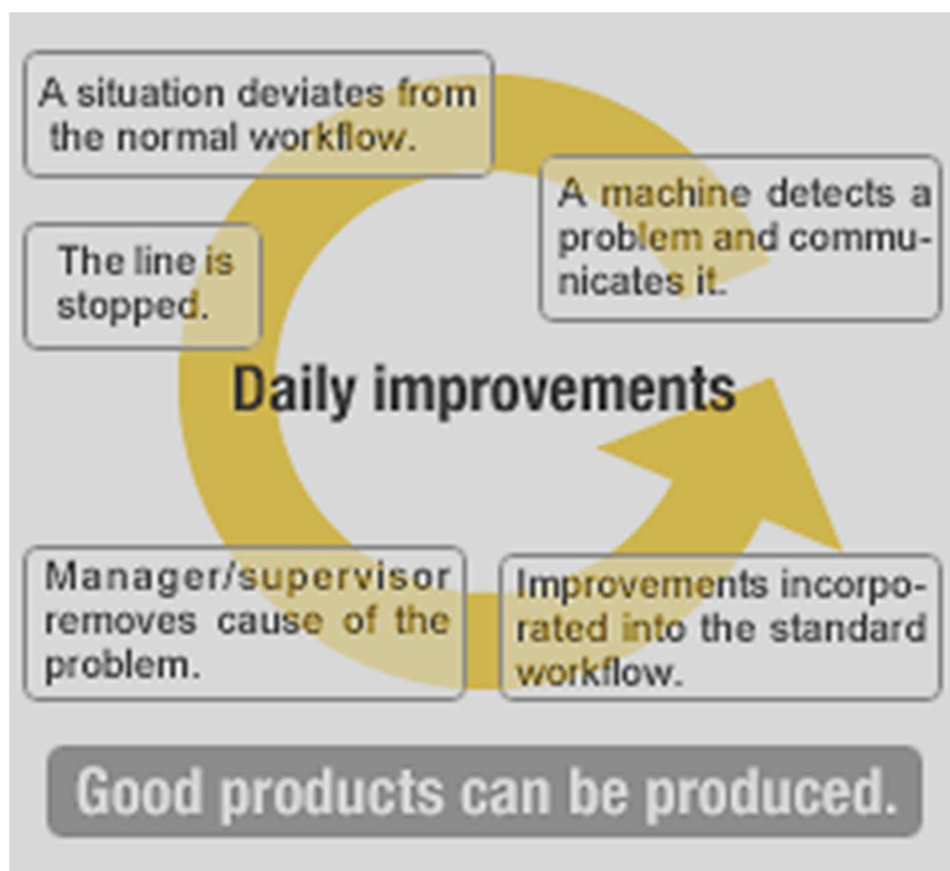 A situation deviates from
the normal workflow.
A machine detects a
problem and commu-
nicates it.
The line is
stopped.
Daily improvements
Manager/supervisor
removes cause of the
problem.
Improvements incorpo-
rated into the standard
workflow.
Good products can be produced.